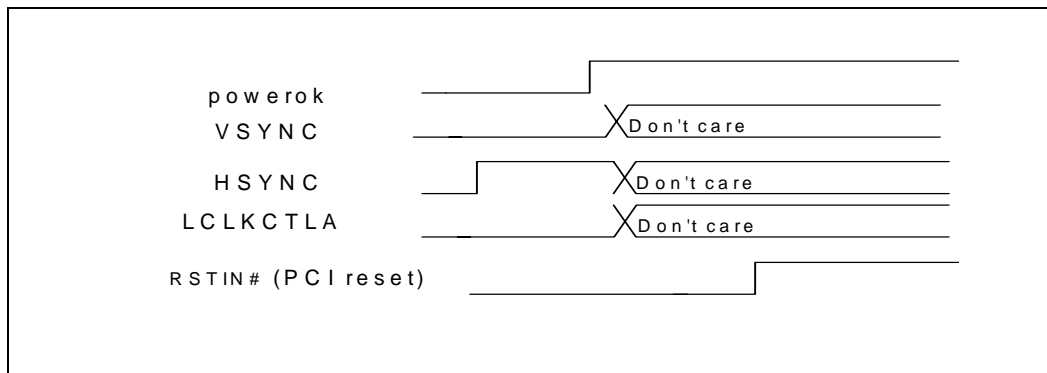 powerok
VSYNC Don't care
HSYNC Don't care
LCLKCTLA Don't care
RSTIN# (PCI reset)